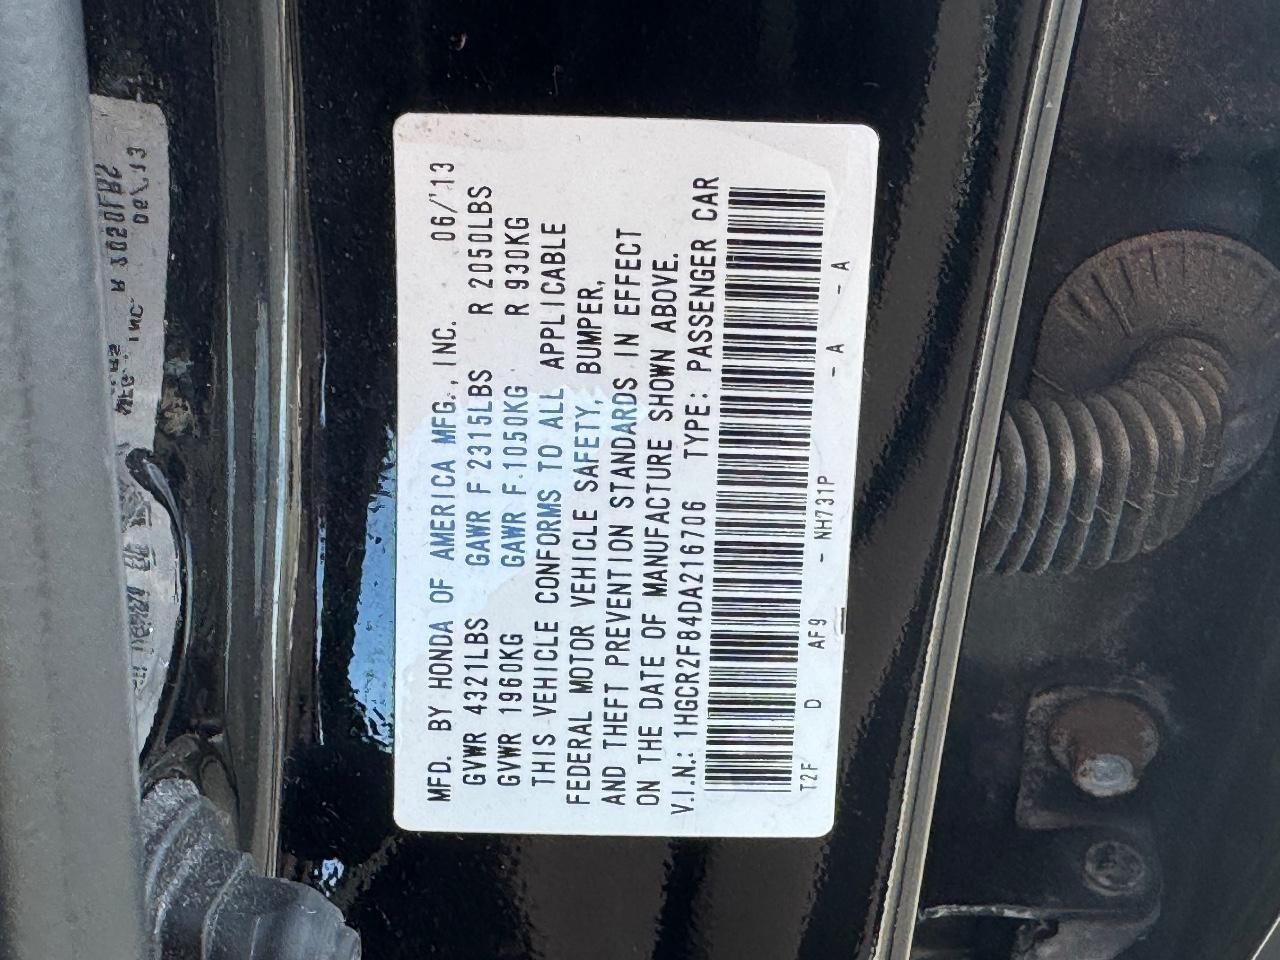 MFD. BY HONDA OF AMERICA MFG., INC. 06/'13
GVWR 4321LBS GAWR F 2315LBS R 2050LBS
GVWR 1960KG GAWR F 1050KG R 930KG
THIS VEHICLE CONFORMS TO ALL APPLICABLE
FEDERAL MOTOR VEHICLE SAFETY, BUMPER,
AND THEFT PREVENTION STANDARDS IN EFFECT
ON THE DATE OF MANUFACTURE SHOWN ABOVE.
V.I.N.: 1HGCR2F84DA216706 TYPE: PASSENGER CAR
T2F D AF9 - NH731P - A - A